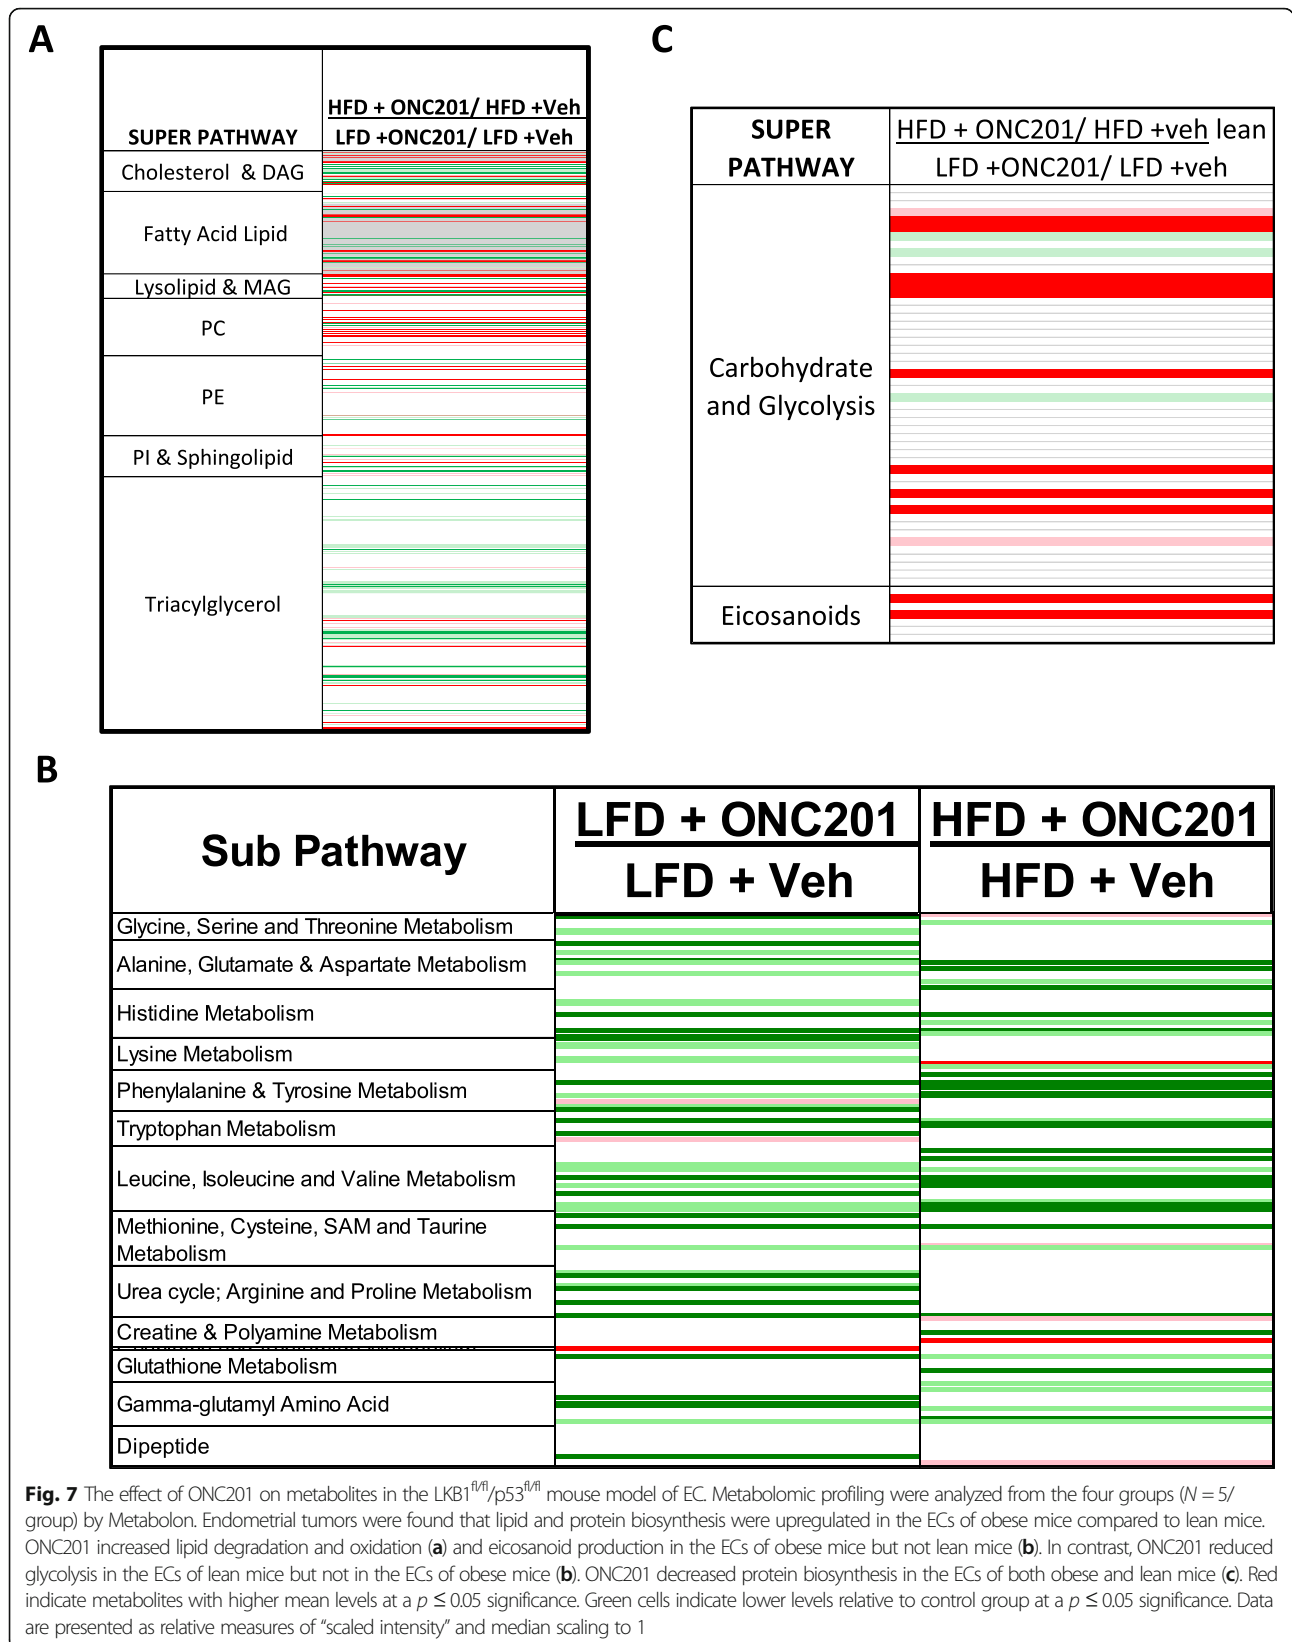 A
SUPER PATHWAY
HFD + ONC201/ HFD +Veh
LFD +ONC201/ LFD +Veh
Cholesterol & DAG
Fatty Acid Lipid
Lysolipid & MAG
PC
PE
PI & Sphingolipid
Triacylglycerol
C
SUPER
PATHWAY
HFD + ONC201/ HFD +veh lean
LFD +ONC201/ LFD +veh
Carbohydrate
and Glycolysis
Eicosanoids
B
Sub Pathway
LFD + ONC201
LFD + Veh
HFD + ONC201
HFD + Veh
Glycine, Serine and Threonine Metabolism
Alanine, Glutamate & Aspartate Metabolism
Histidine Metabolism
Lysine Metabolism
Phenylalanine & Tyrosine Metabolism
Tryptophan Metabolism
Leucine, Isoleucine and Valine Metabolism
Methionine, Cysteine, SAM and Taurine
Metabolism
Urea cycle; Arginine and Proline Metabolism
Creatine & Polyamine Metabolism
Glutathione Metabolism
Gamma-glutamyl Amino Acid
Dipeptide
Fig. 7 The effect of ONC201 on metabolites in the LKB1fl/fl/p53fl/fl mouse model of EC. Metabolomic profiling were analyzed from the four groups (N = 5/
group) by Metabolon. Endometrial tumors were found that lipid and protein biosynthesis were upregulated in the ECs of obese mice compared to lean mice.
ONC201 increased lipid degradation and oxidation (a) and eicosanoid production in the ECs of obese mice but not lean mice (b). In contrast, ONC201 reduced
glycolysis in the ECs of lean mice but not in the ECs of obese mice (b). ONC201 decreased protein biosynthesis in the ECs of both obese and lean mice (c). Red
indicate metabolites with higher mean levels at a p ≤ 0.05 significance. Green cells indicate lower levels relative to control group at a p ≤ 0.05 significance. Data
are presented as relative measures of “scaled intensity” and median scaling to 1